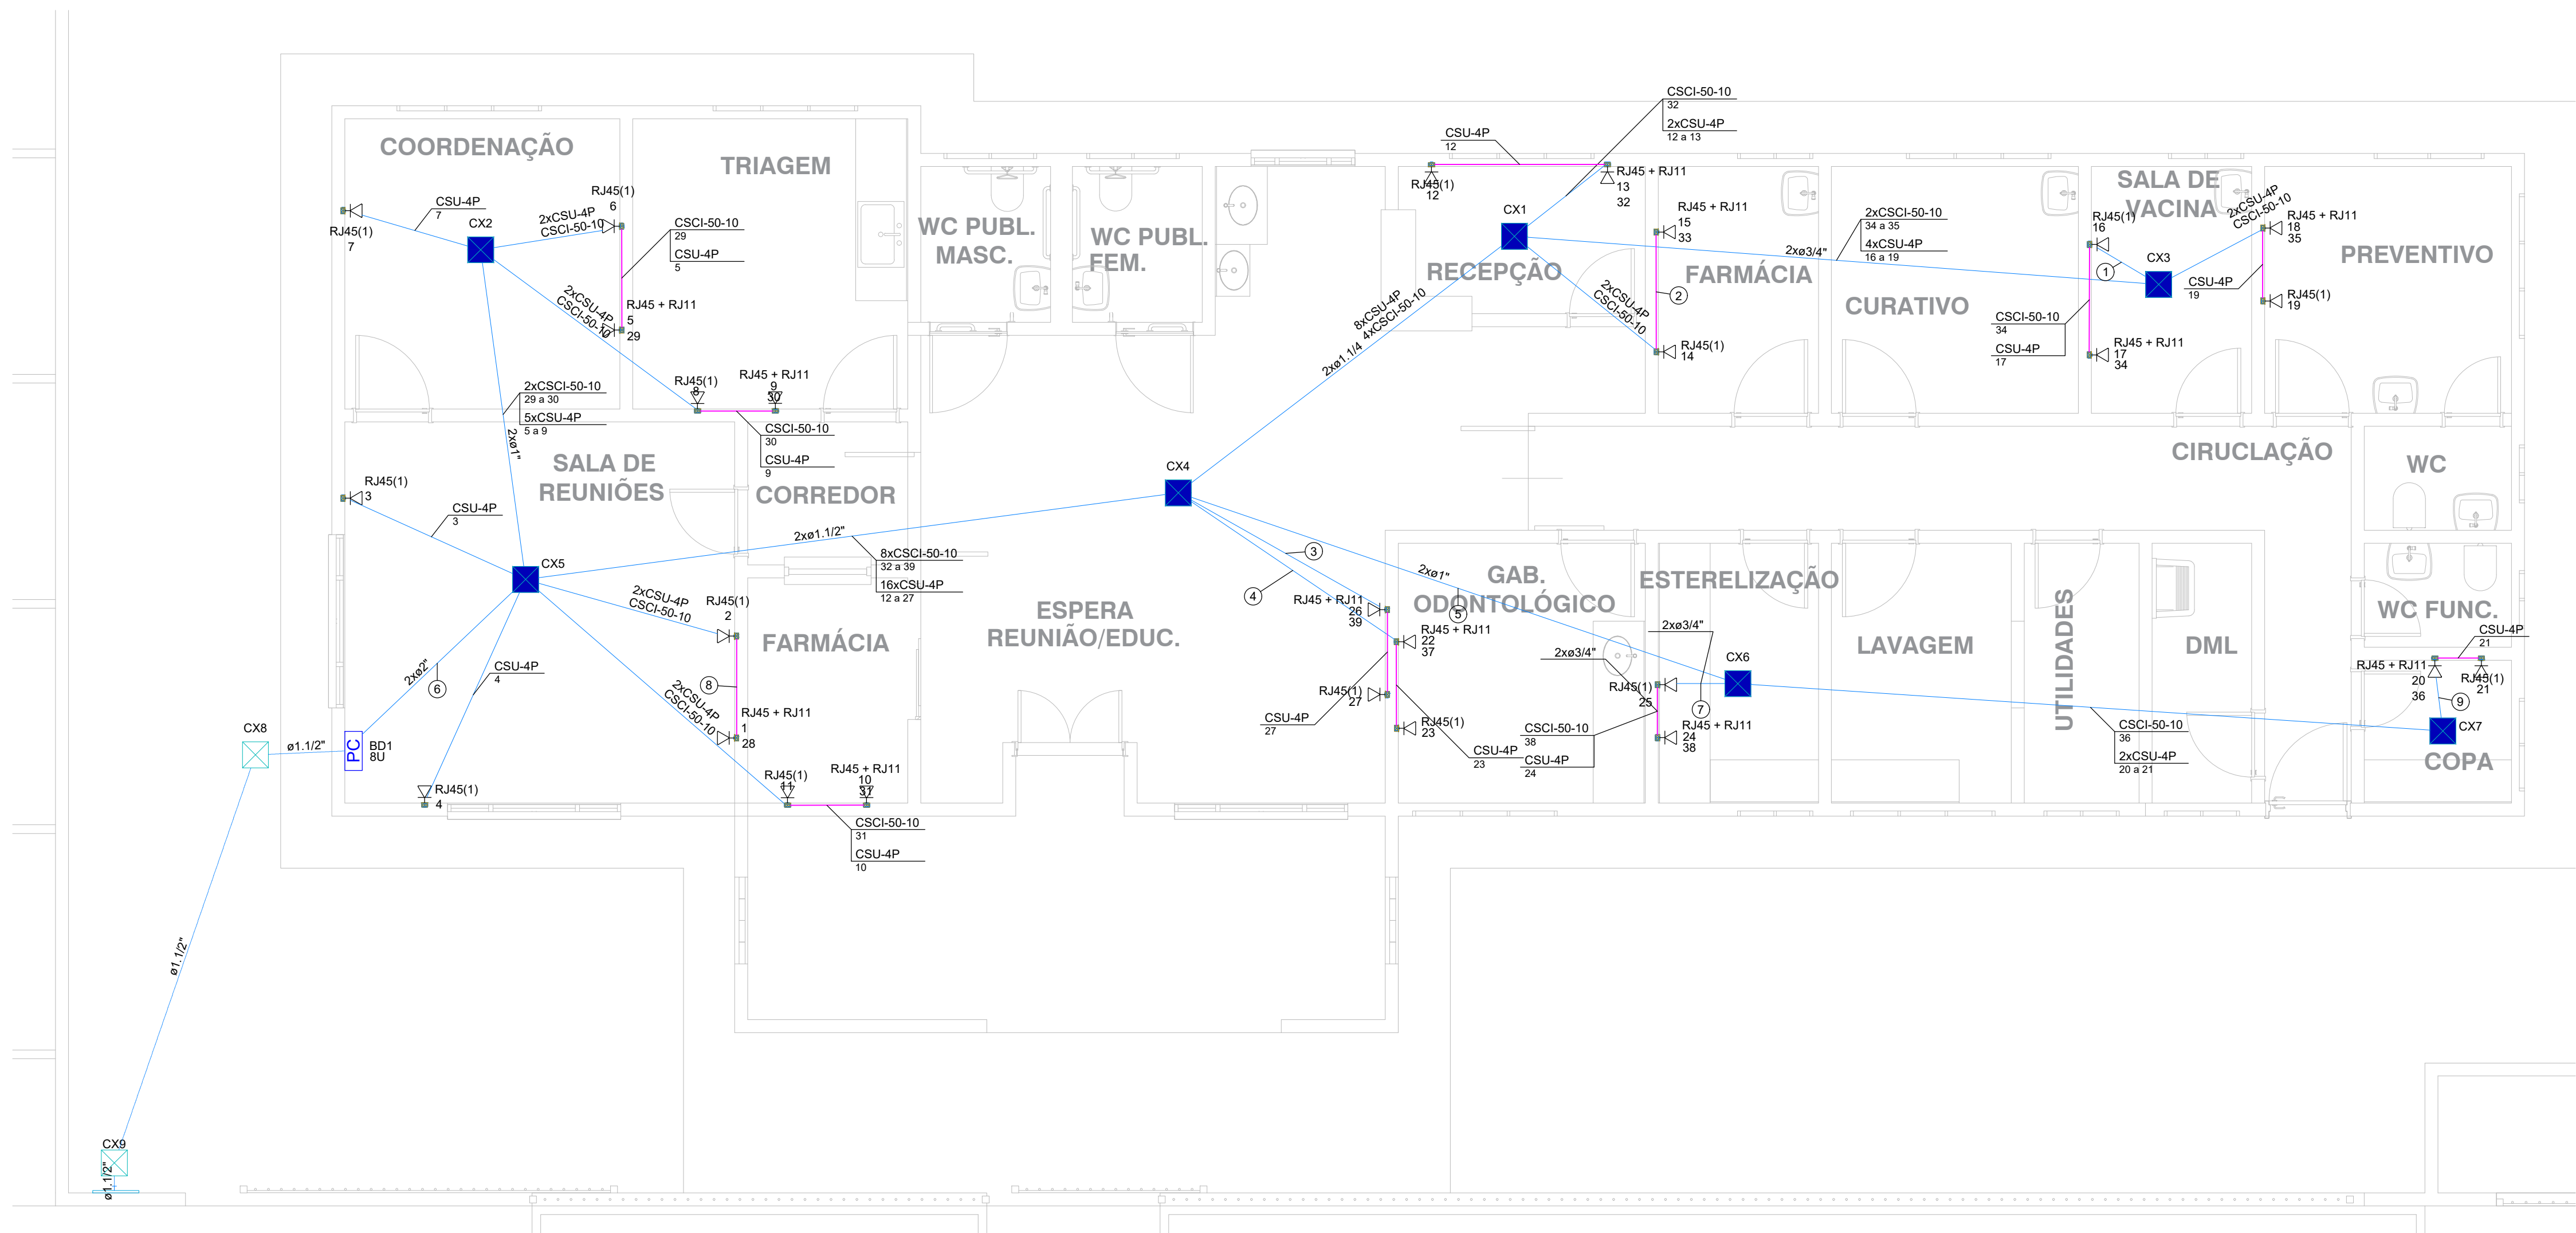 COORDENAÇÃO
TRIAGEM
RJ45(1)
6
CSU-4P
7
CX2
2xCSU-4P
CSCI-50-10
RJ45(1)
7
CSCI-50-10
29
CSU-4P
5
2xCSU-4P
CSCI-50-10
RJ45 + RJ11
5
29
RJ45(1)
8
RJ45 + RJ11
9
30
2xCSCI-50-10
29 a 30
5xCSU-4P
5 a 9
2xø1"
CSCI-50-10
30
CSU-4P
9
WC PUBL.
MASC.
WC PUBL.
FEM.
CSU-4P
12
CSCI-50-10
32
2xCSU-4P
12 a 13
RJ45(1)
12
RJ45 + RJ11
13
32
CX1
RECEPÇÃO
RJ45 + RJ11
15
33
FARMÁCIA
2
2xCSU-4P
CSCI-50-10
RJ45(1)
14
8xCSU-4P
2xø1.1/4 4xCSCI-50-10
2xø3/4"
2xCSCI-50-10
34 a 35
4xCSU-4P
16 a 19
CURATIVO
SALA DE
VACINA
RJ45(1)
16
1
CX3
2xCSU-4P
CSCI-50-10
RJ45 + RJ11
18
35
CSU-4P
19
RJ45(1)
19
CSCI-50-10
34
CSU-4P
17
RJ45 + RJ11
17
34
PREVENTIVO
CIRUCLAÇÃO
WC
SALA DE
REUNIÕES
CORREDOR
RJ45(1)
3
CSU-4P
3
CX4
2xø1.1/2"
8xCSCI-50-10
32 a 39
16xCSU-4P
12 a 27
CX5
2xCSU-4P
CSCI-50-10
RJ45(1)
2
FARMÁCIA
8
RJ45 + RJ11
1
28
2xø2"
6
CSU-4P
4
2xCSU-4P
CSCI-50-10
ESPERA
REUNIÃO/EDUC.
3
4
2xø1"
5
GAB.
ODONTOLÓGICO
RJ45 + RJ11
26
39
RJ45 + RJ11
22
37
RJ45(1)
27
RJ45(1)
23
CSU-4P
27
CSU-4P
23
ESTERELIZAÇÃO
2xø3/4"
2xø3/4"
CX6
RJ45(1)
25
7
RJ45 + RJ11
24
38
CSCI-50-10
38
CSU-4P
24
LAVAGEM
UTILIDADES
DML
WC FUNC.
CSU-4P
21
RJ45 + RJ11
20
36
RJ45(1)
21
9
CX7
COPA
CSCI-50-10
36
2xCSU-4P
20 a 21
CX8
ø1.1/2"
PC
BD1
8U
RJ45(1)
4
RJ45(1)
11
RJ45 + RJ11
10
31
CSCI-50-10
31
CSU-4P
10
ø1.1/2"
CX9
ø1.1/2"